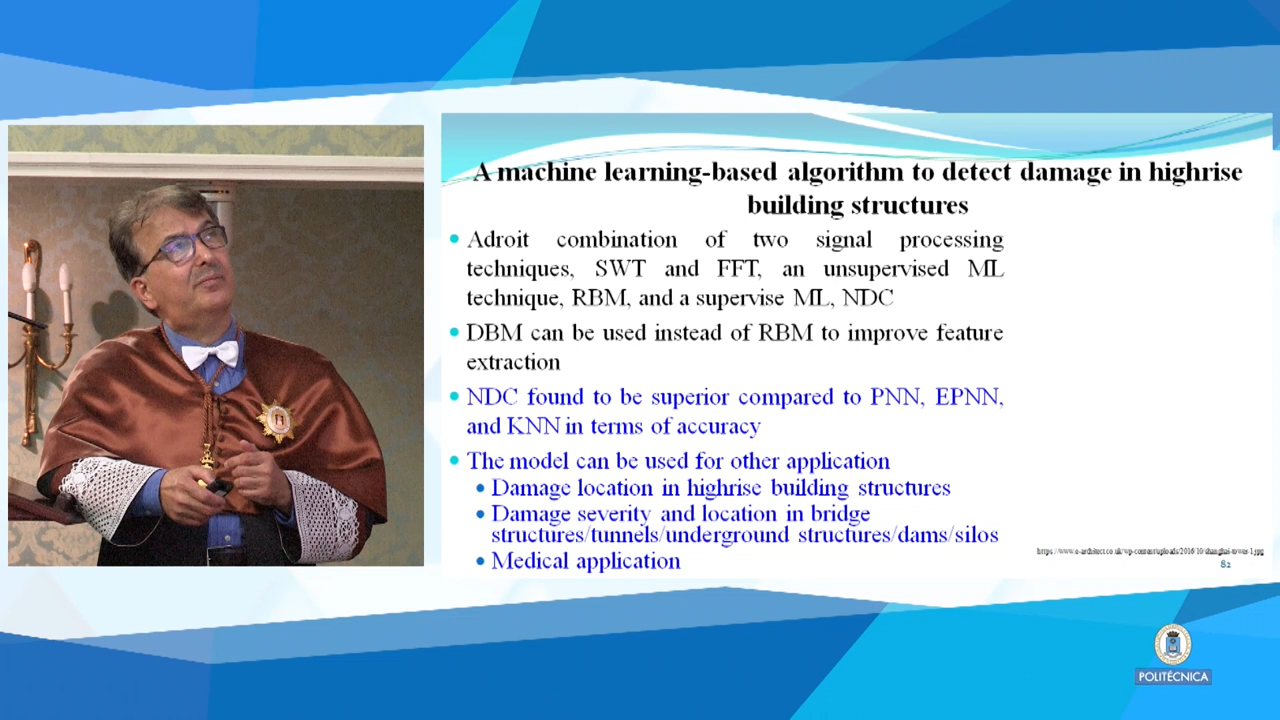 A machine learning-based algorithm to detect damage in highrise
building structures
• Adroit combination of two signal processing
techniques, SWT and FFT, an unsupervised ML
technique, RBM, and a supervise ML, NDC
• DBM can be used instead of RBM to improve feature
extraction
• NDC found to be superior compared to PNN, EPNN,
and KNN in terms of accuracy
• The model can be used for other application
• Damage location in highrise building structures
• Damage severity and location in bridge
structures/tunnels/underground structures/dams/silos
• Medical application
82
POLITÉCNICA